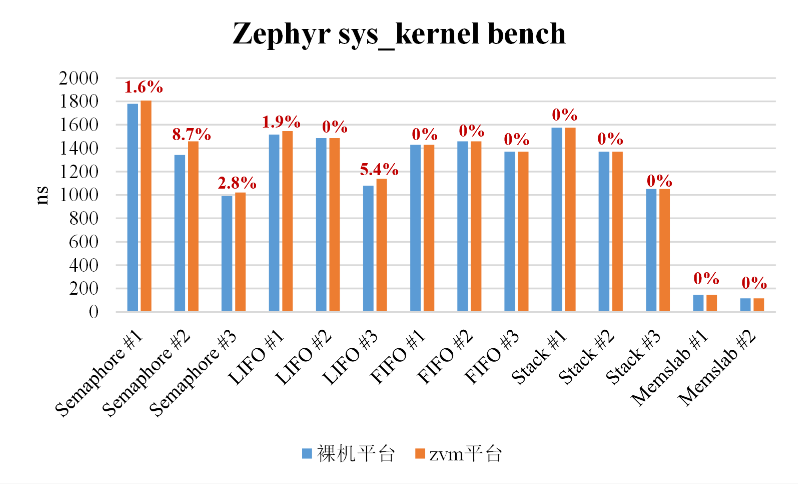 Zephyr sys_kernel bench
2000
1800
1600
1400
1200
1000
800
600
400
200
0
ns
1.6%
8.7%
2.8%
1.9%
0%
5.4%
0%
0%
0%
0%
0%
0%
0%
0%
Semaphore #1
Semaphore #2
Semaphore #3
LIFO #1
LIFO #2
LIFO #3
FIFO #1
FIFO #2
FIFO #3
Stack #1
Stack #2
Stack #3
Memslab #1
Memslab #2
裸机平台
zvm平台